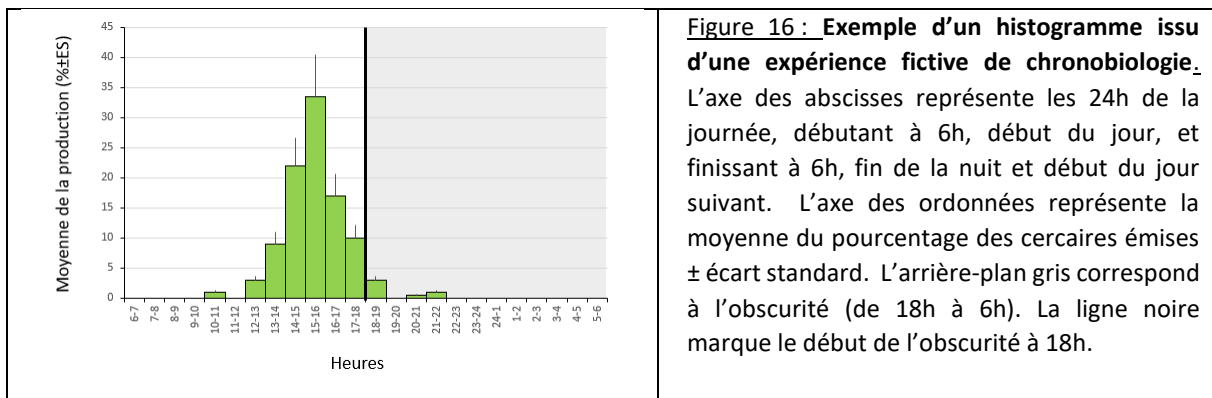 Moyenne de la production (%±ES)
45
40
35
30
25
20
15
10
5
0
6-7
7-8
8-9
9-10
10-11
11-12
12-13
13-14
14-15
15-16
16-17
17-18
18-19
19-20
20-21
21-22
22-23
23-24
24-1
1-2
2-3
3-4
4-5
5-6
Heures
Figure 16 : Exemple d’un histogramme issu
d’une expérience fictive de chronobiologie.
L’axe des abscisses représente les 24h de la
journée, débutant à 6h, début du jour, et
finissant à 6h, fin de la nuit et début du jour
suivant. L’axe des ordonnées représente la
moyenne du pourcentage des cercaires émises
± écart standard. L’arrière-plan gris correspond
à l’obscurité (de 18h à 6h). La ligne noire
marque le début de l’obscurité à 18h.